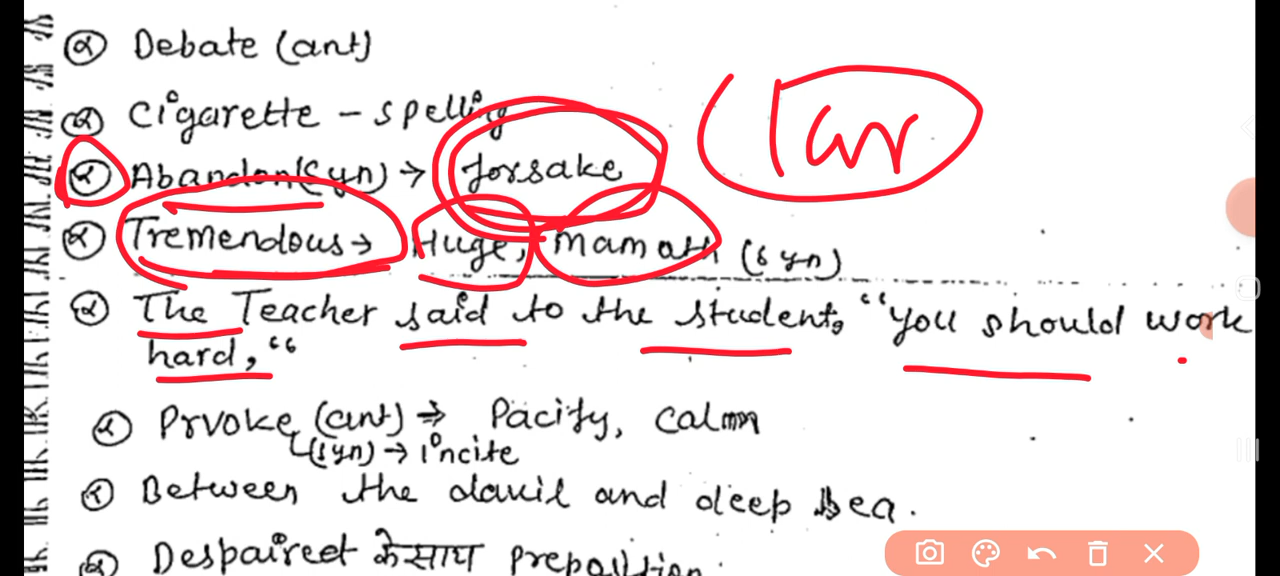 Debate (ant)
Cigarette - spelling
Abandon (Syn) → forsake
Tremendous → Huge, Mamoth (Syn)
The Teacher said to the student, "you should work
hard,"
Prvoke (ant) ⇒ Pacify, Calm
(Syn) → incite
Between the davil and deep sea.
के साथ preposition.